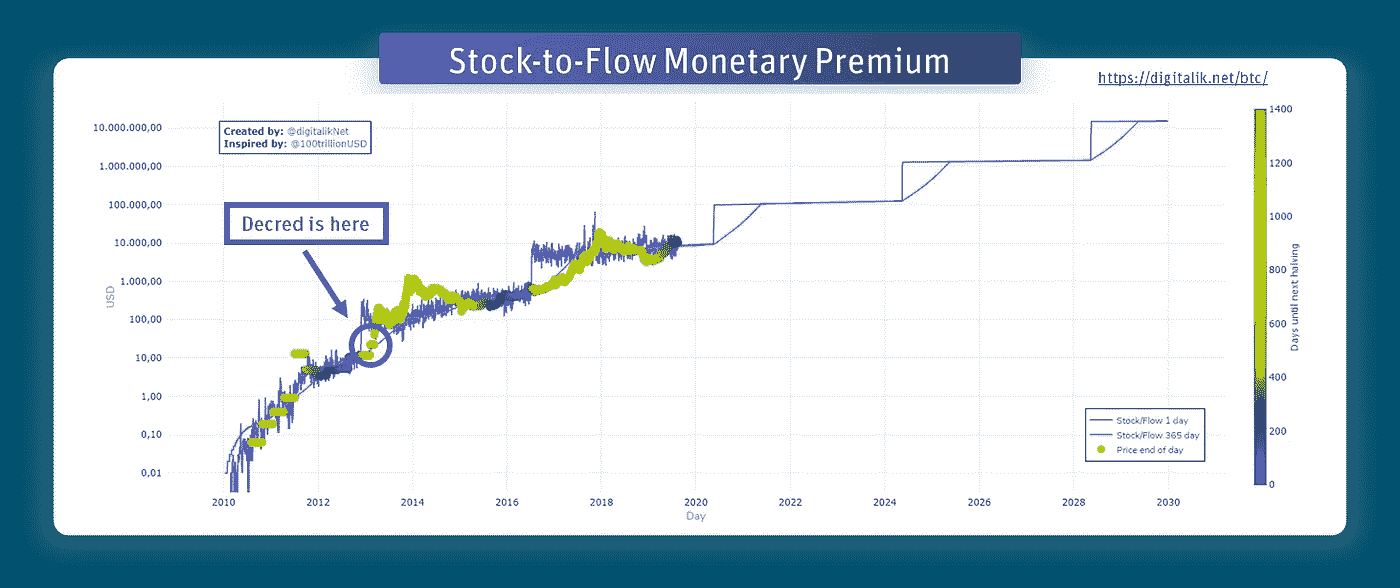 Stock-to-Flow Monetary Premium
https://digitalik.net/btc/
Created by: @digitalikNet
Inspired by: @100trillionUSD
Decred is here
10.000.000,00
1.000.000,00
100.000,00
10.000,00
1.000,00
100,00
10,00
1,00
0,10
0,01
USD
2010 2012 2014 2016 2018 2020 2022 2024 2026 2028 2030
Day
Stock/Flow 1 day
Stock/Flow 365 day
Price end of day
1400
1200
1000
800
600
400
200
0
Days until next halving